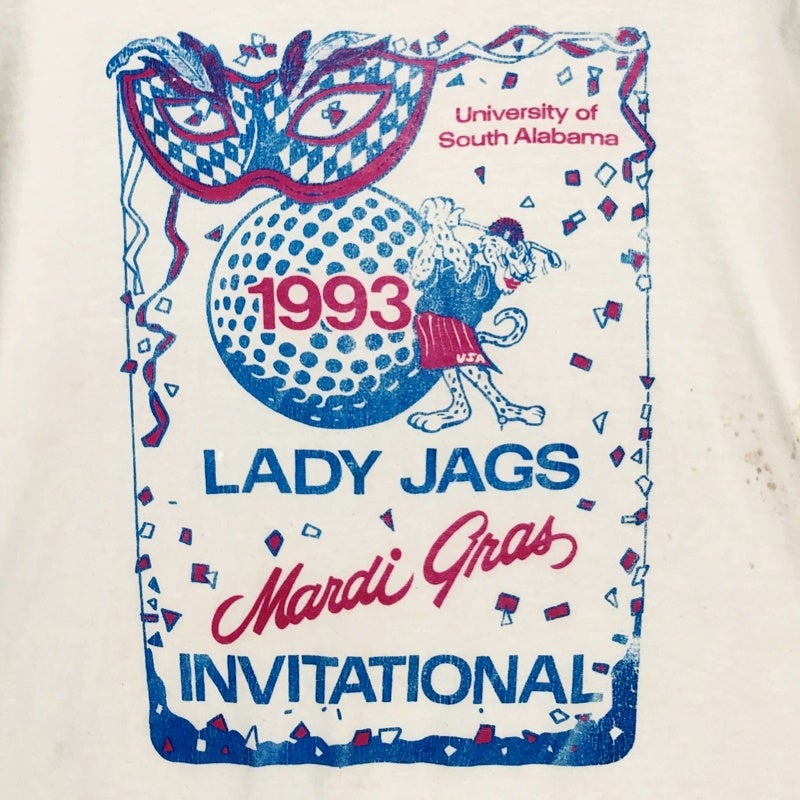 University of
South Alabama
1993
USA
LADY JAGS
Mardi Gras
INVITATIONAL